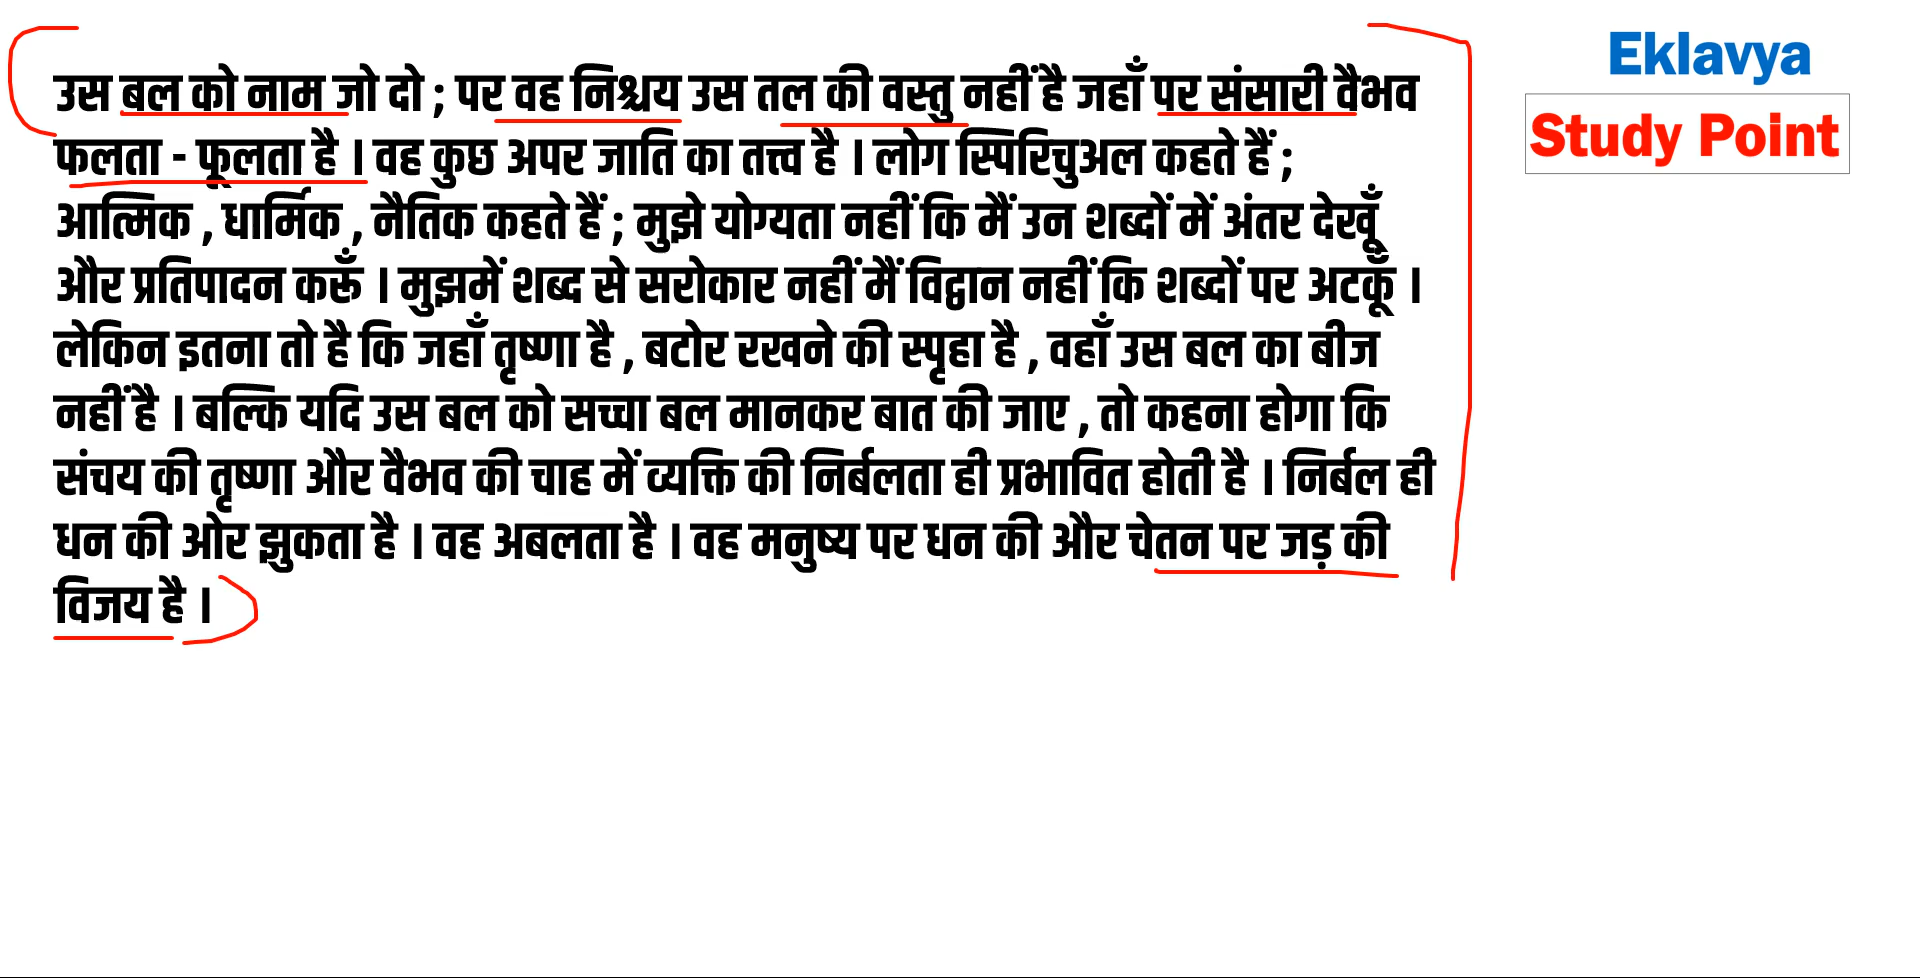 उस बल को नाम जो दो ; पर वह निश्चय उस तल की वस्तु नहीं है जहाँ पर संसारी वैभव
फलता - फूलता है । वह कुछ अपर जाति का तत्त्व है । लोग स्पिरिचुअल कहते हैं ;
आत्मिक , धार्मिक , नैतिक कहते हैं ; मुझे योग्यता नहीं कि मैं उन शब्दों में अंतर देखूँ
और प्रतिपादन करूँ । मुझमें शब्द से सरोकार नहीं मैं विद्वान नहीं कि शब्दों पर अटकूँ ।
लेकिन इतना तो है कि जहाँ तृष्णा है , बटोर रखने की स्पृहा है , वहाँ उस बल का बीज
नहीं है । बल्कि यदि उस बल को सच्चा बल मानकर बात की जाए , तो कहना होगा कि
संचय की तृष्णा और वैभव की चाह में व्यक्ति की निर्बलता ही प्रभावित होती है । निर्बल ही
धन की ओर झुकता है । वह अबलता है । वह मनुष्य पर धन की और चेतन पर जड़ की
विजय है ।
Eklavya
Study Point